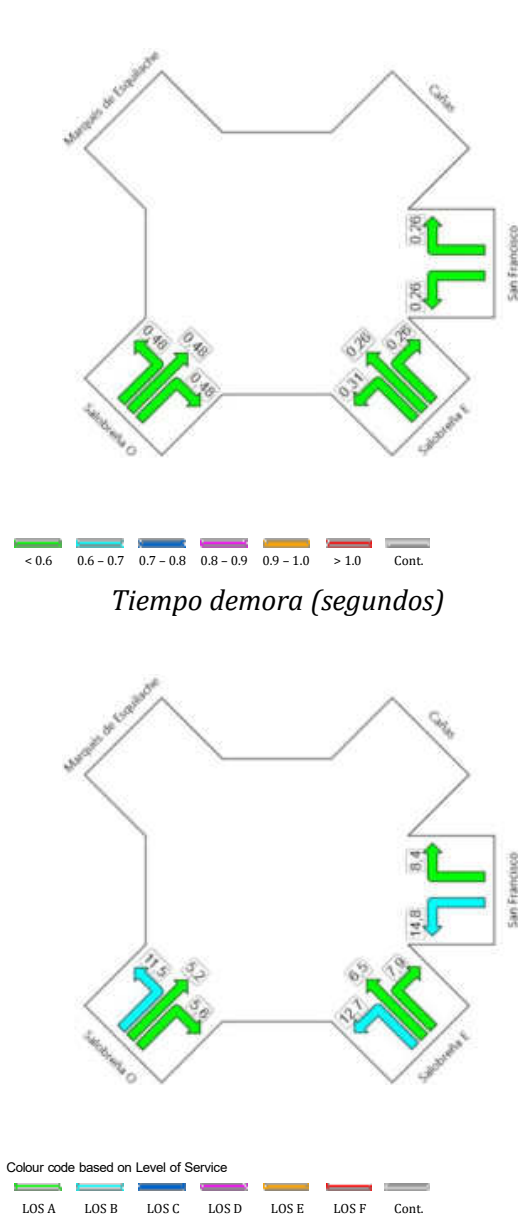 Marqués de Esquilache
Cañas
0,26
San Francisco
0,26
0,48
0,48
0,48
Salobreña O
0,26
0,26
0,31
Salobreña E
< 0.6 0.6 – 0.7 0.7 – 0.8 0.8 – 0.9 0.9 – 1.0 > 1.0 Cont.
Tiempo demora (segundos)
Marqués de Esquilache
Cañas
8,4
San Francisco
14,8
11,5
5,2
5,6
Salobreña O
6,5
7,9
12,7
Salobreña E
Colour code based on Level of Service
LOS A LOS B LOS C LOS D LOS E LOS F Cont.